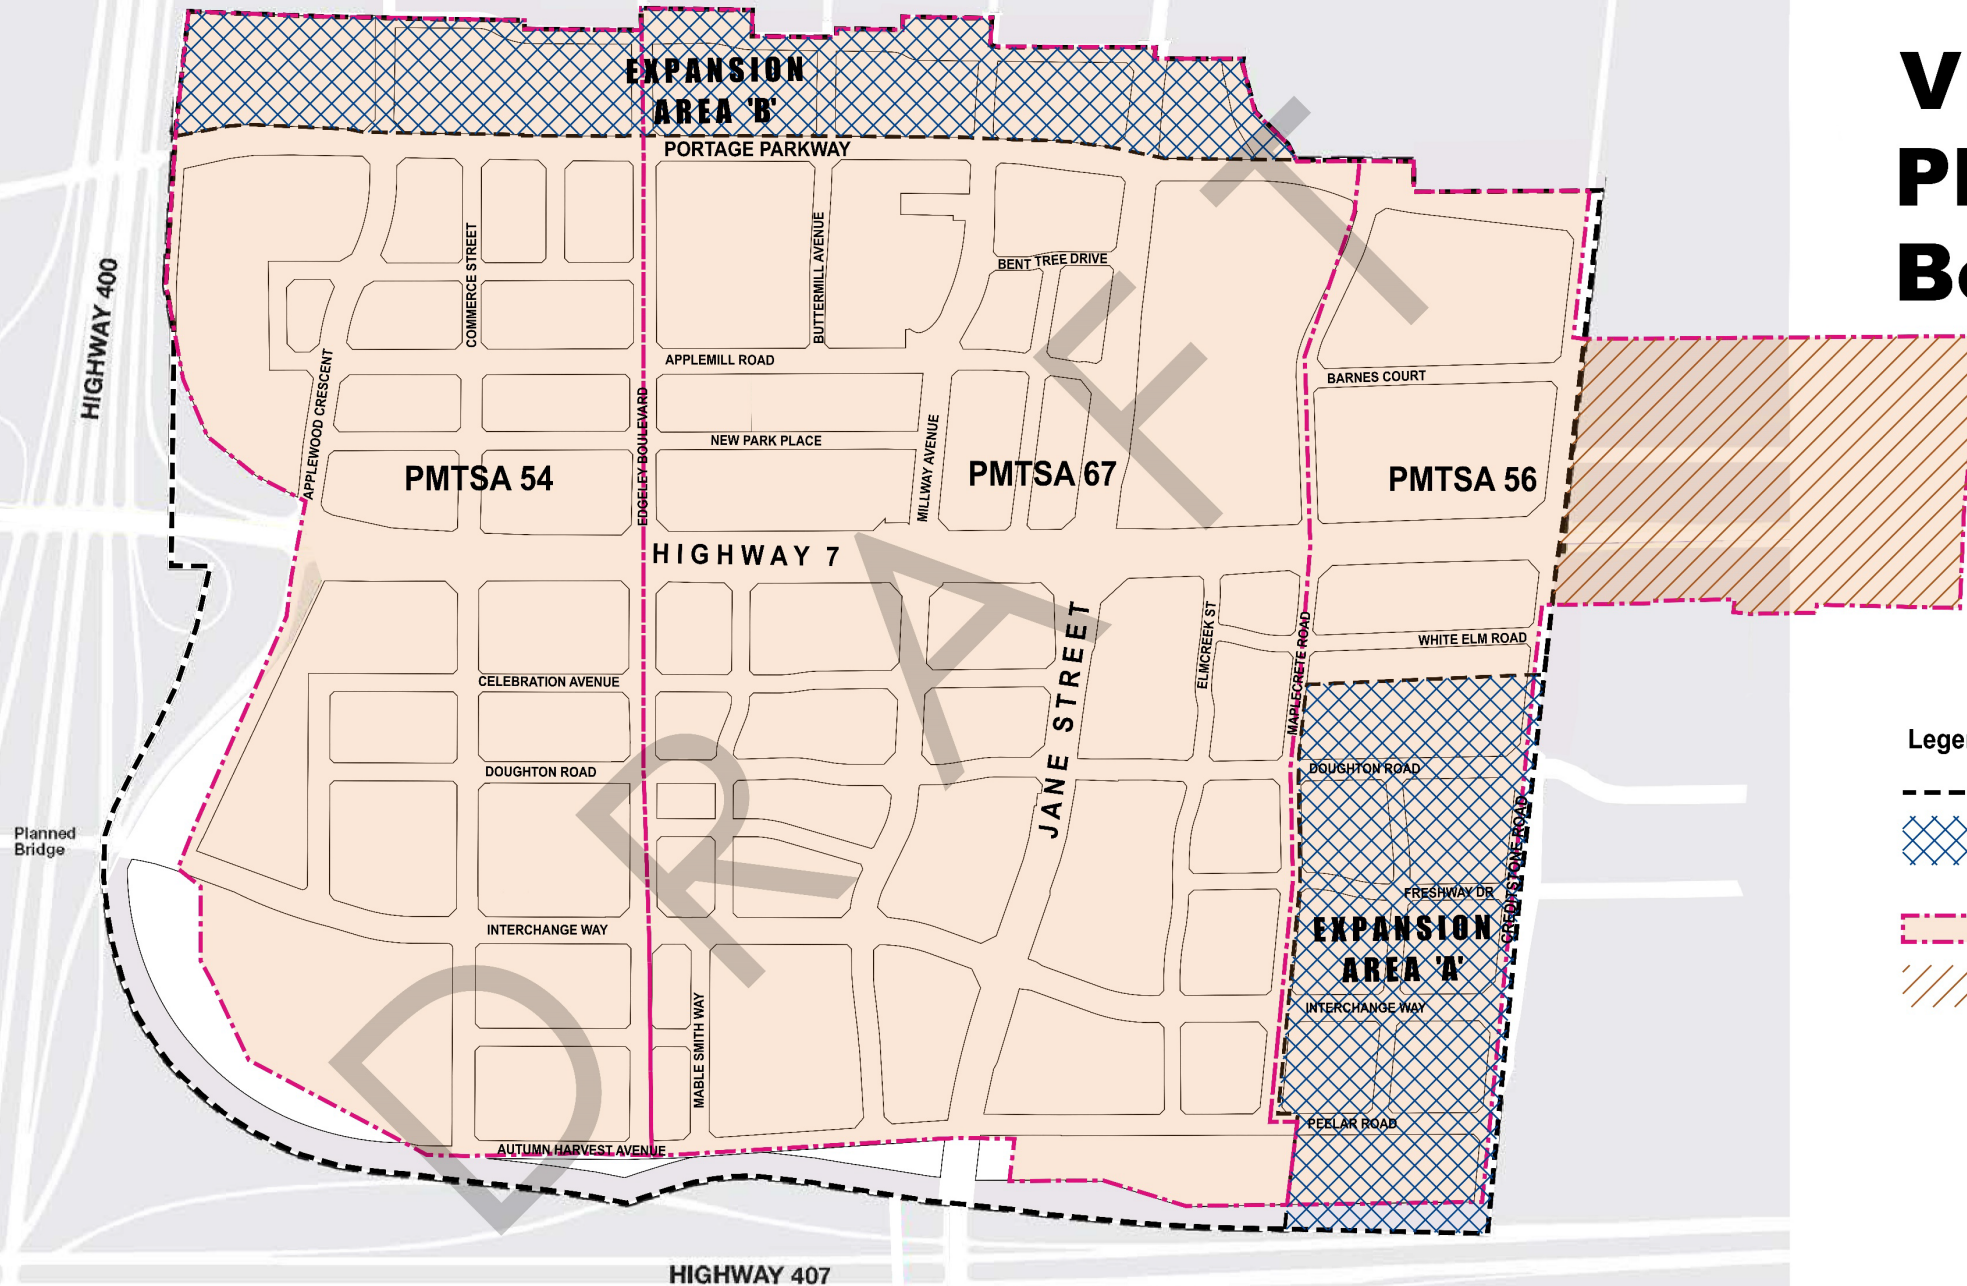 V
Pl
Bo
EXPANSION
AREA 'B'
PORTAGE PARKWAY
COMMERCE STREET
BUTTERMILL AVENUE
BENT TREE DRIVE
HIGHWAY 400
APPLEMILL ROAD
APPLEWOOD CRESCENT
EDGELEY BOULEVARD
BARNES COURT
NEW PARK PLACE
MILLWAY AVENUE
PMTSA 54
PMTSA 67
PMTSA 56
HIGHWAY 7
JANE STREET
ELMCREEK ST
MAPLECRETE ROAD
WHITE ELM ROAD
CELEBRATION AVENUE
DOUGHTON ROAD
DOUGHTON ROAD
Legen
Planned
Bridge
CREDITSTONE ROAD
FRESHWAY DR
EXPANSION
AREA 'A'
INTERCHANGE WAY
INTERCHANGE WAY
MABLE SMITH WAY
PEELAR ROAD
AUTUMN HARVEST AVENUE
HIGHWAY 407
DRAFT